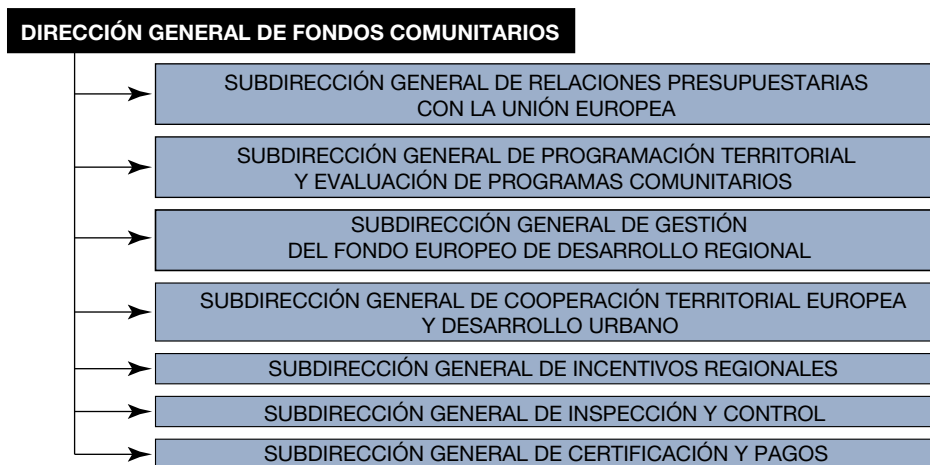 DIRECCIÓN GENERAL DE FONDOS COMUNITARIOS
SUBDIRECCIÓN GENERAL DE RELACIONES PRESUPUESTARIAS
CON LA UNIÓN EUROPEA
SUBDIRECCIÓN GENERAL DE PROGRAMACIÓN TERRITORIAL
Y EVALUACIÓN DE PROGRAMAS COMUNITARIOS
SUBDIRECCIÓN GENERAL DE GESTIÓN
DEL FONDO EUROPEO DE DESARROLLO REGIONAL
SUBDIRECCIÓN GENERAL DE COOPERACIÓN TERRITORIAL EUROPEA
Y DESARROLLO URBANO
SUBDIRECCIÓN GENERAL DE INCENTIVOS REGIONALES
SUBDIRECCIÓN GENERAL DE INSPECCIÓN Y CONTROL
SUBDIRECCIÓN GENERAL DE CERTIFICACIÓN Y PAGOS